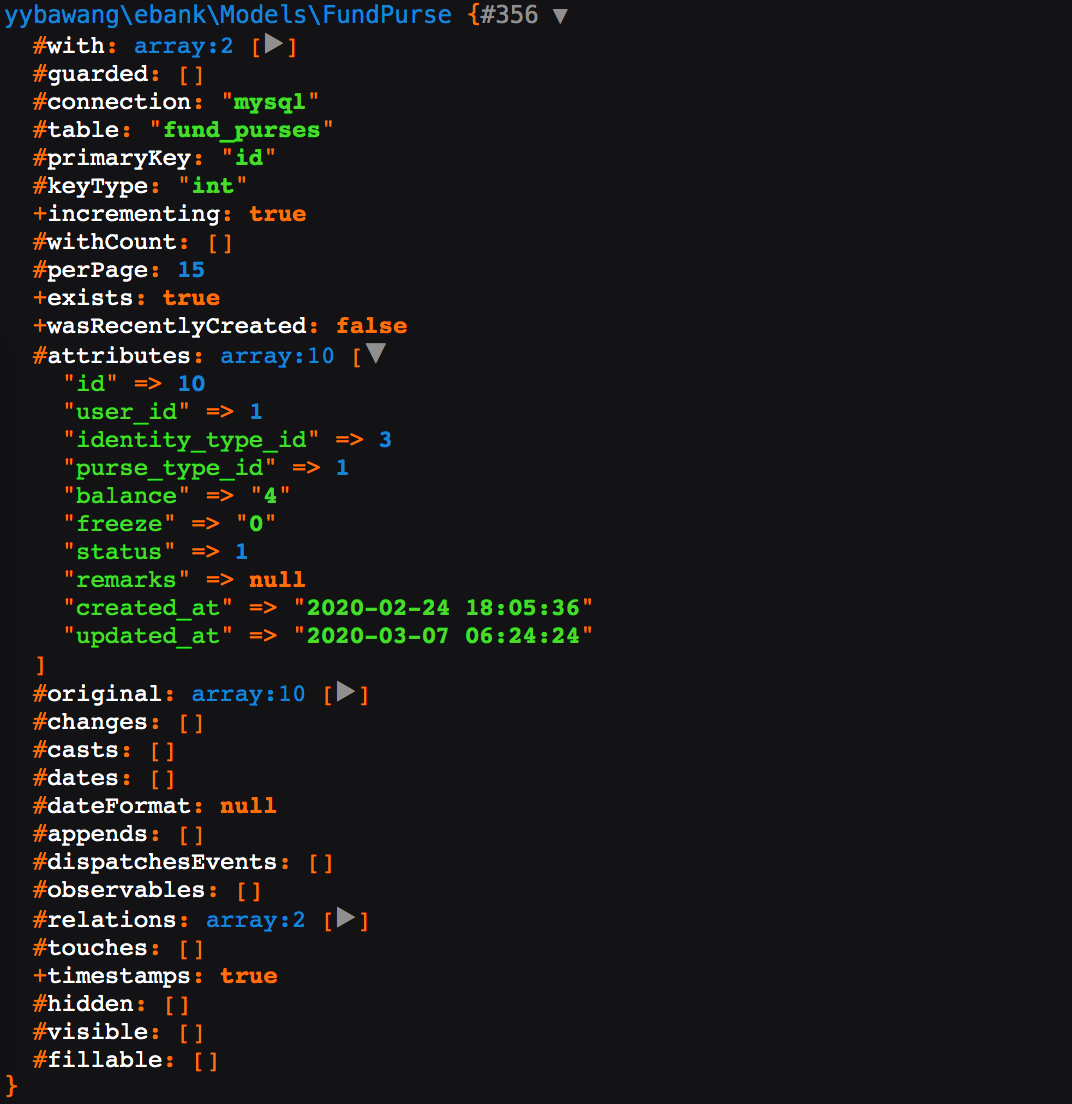 yybawang\ebank\Models\FundPurse {#356 ▼
#with: array:2 [▶]
#guarded: []
#connection: "mysql"
#table: "fund_purses"
#primaryKey: "id"
#keyType: "int"
+incrementing: true
#withCount: []
#perPage: 15
+exists: true
+wasRecentlyCreated: false
#attributes: array:10 [▼
"id" => 10
"user_id" => 1
"identity_type_id" => 3
"purse_type_id" => 1
"balance" => "4"
"freeze" => "0"
"status" => 1
"remarks" => null
"created_at" => "2020-02-24 18:05:36"
"updated_at" => "2020-03-07 06:24:24"
]
#original: array:10 [▶]
#changes: []
#casts: []
#dates: []
#dateFormat: null
#appends: []
#dispatchesEvents: []
#observables: []
#relations: array:2 [▶]
#touches: []
+timestamps: true
#hidden: []
#visible: []
#fillable: []
}